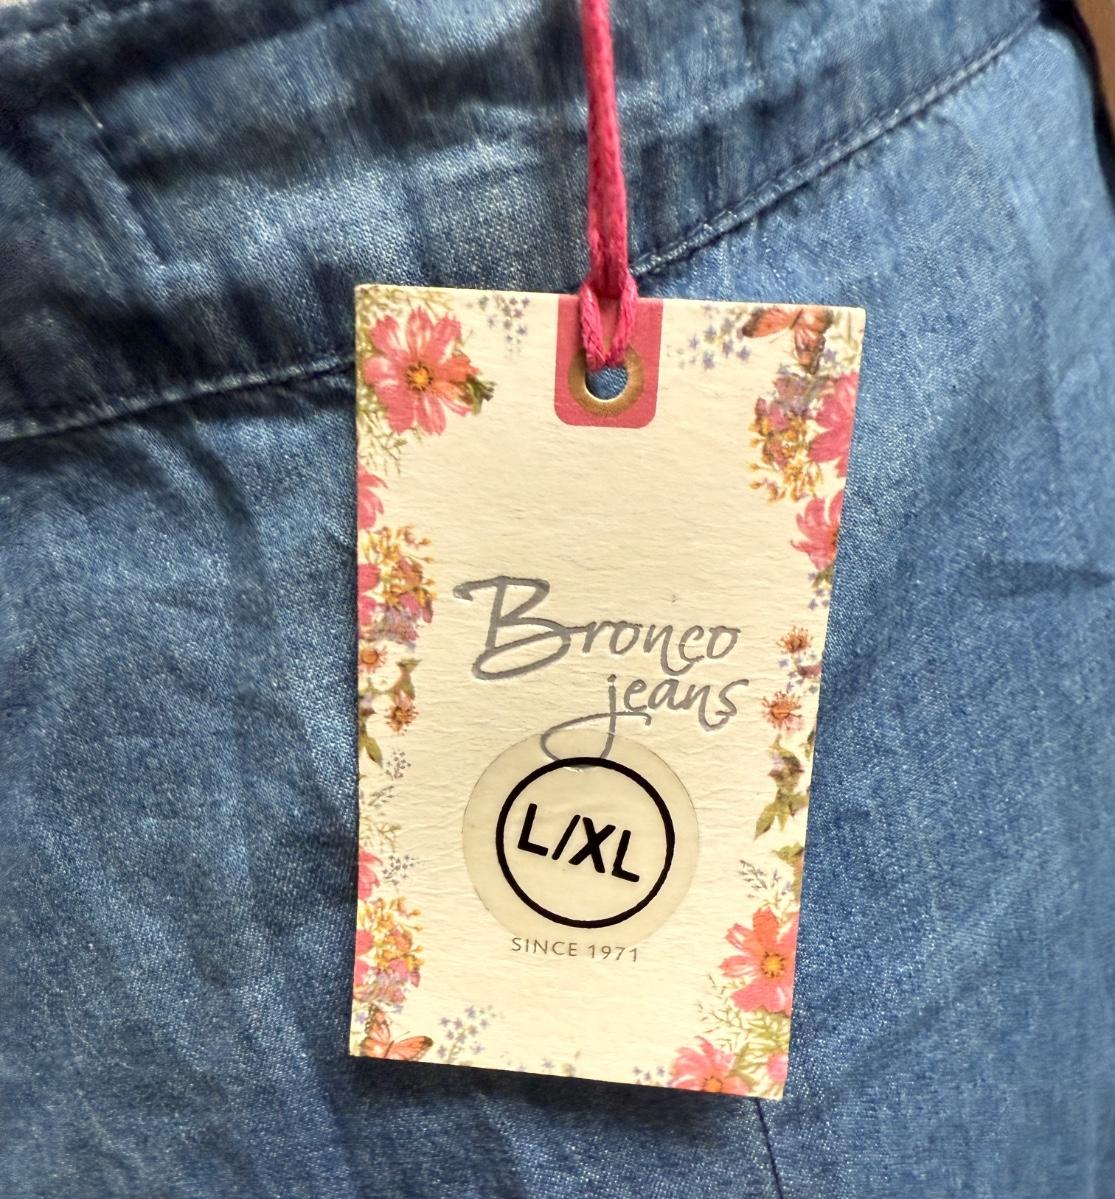 Bronco
jeans
L/XL
SINCE 1971